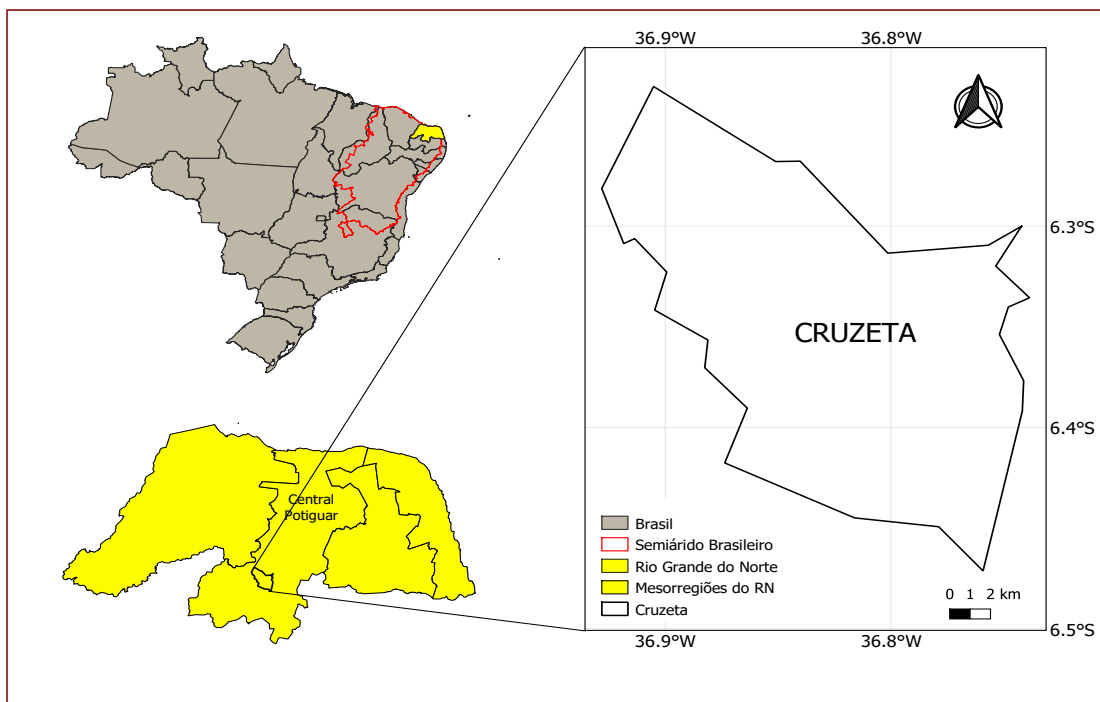 36.9°W
36.8°W
6.3°S
CRUZETA
6.4°S
Central
Potiguar
Brasil
Semiárido Brasileiro
Rio Grande do Norte
Mesorregiões do RN
Cruzeta
0 1 2 km
6.5°S
36.9°W
36.8°W